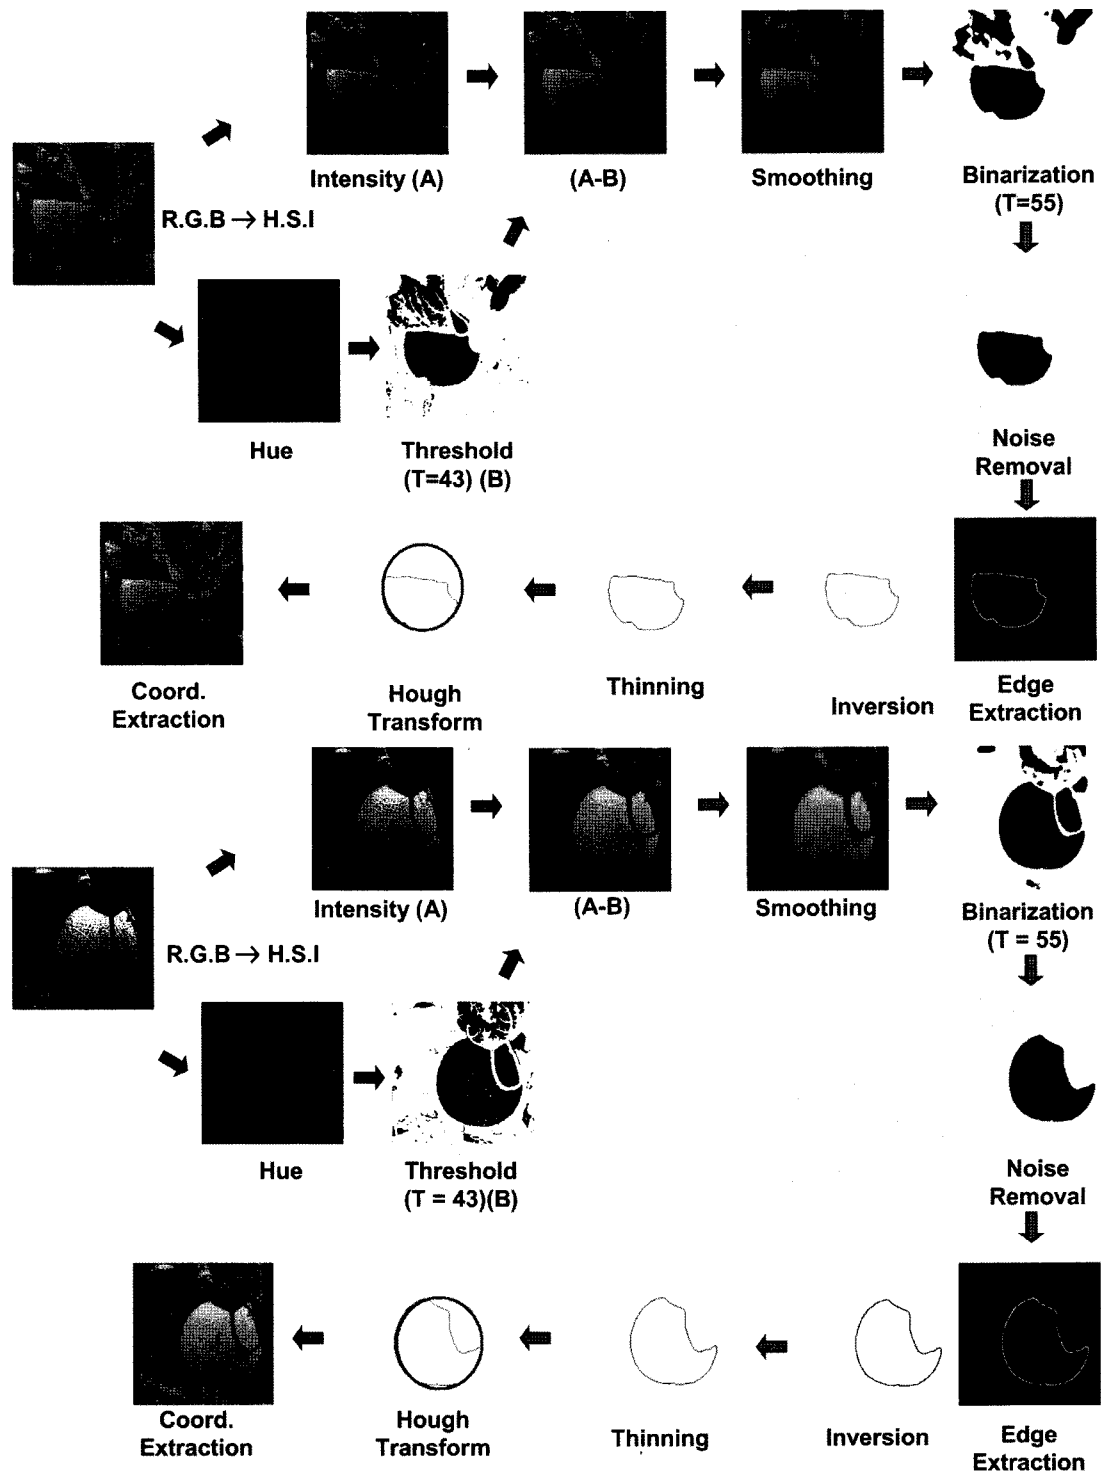 Intensity (A)
(A-B)
Smoothing
Binarization
(T=55)
R.G.B → H.S.I
Hue
Threshold
(T=43) (B)
Noise
Removal
Coord.
Extraction
Hough
Transform
Thinning
Inversion
Edge
Extraction
Intensity (A)
(A-B)
Smoothing
Binarization
(T = 55)
R.G.B → H.S.I
Hue
Threshold
(T = 43)(B)
Noise
Removal
Coord.
Extraction
Hough
Transform
Thinning
Inversion
Edge
Extraction